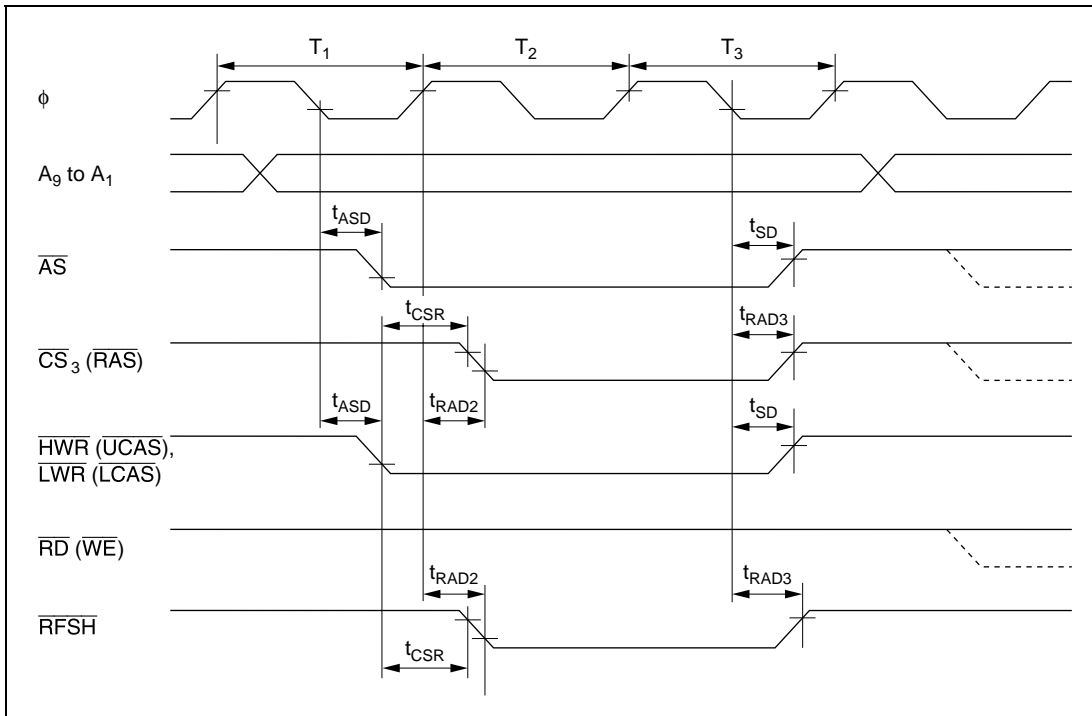 T1 T2 T3
φ
A9 to A1
tASD tSD
AS
tCSR tRAD3
CS3 (RAS)
tASD tRAD2 tSD
HWR (UCAS),
LWR (LCAS)
RD (WE)
tRAD2 tRAD3
RFSH
tCSR